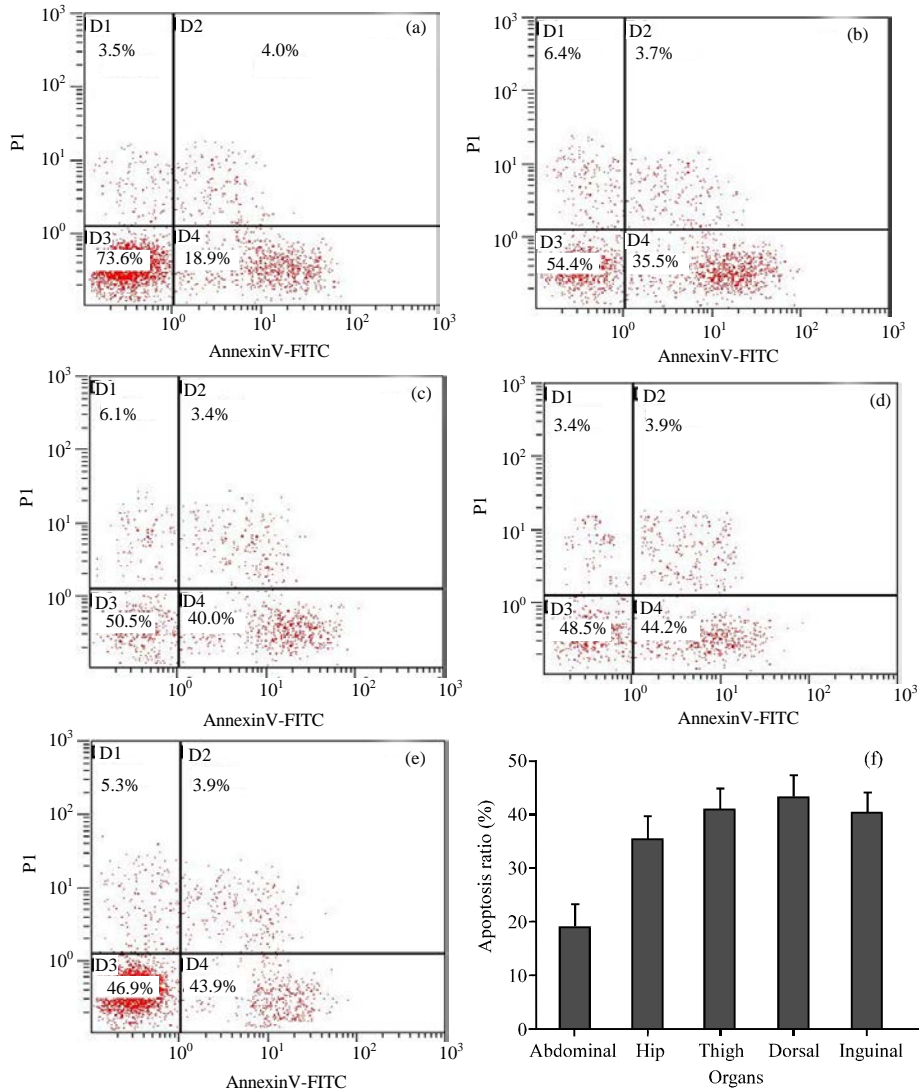 (a)
D1
D2
3.5%
4.0%
D3
D4
73.6%
18.9%
10³
10²
10¹
10⁰
P1
10⁰
10¹
10²
10³
AnnexinV-FITC
(b)
D1
D2
6.4%
3.7%
D3
D4
54.4%
35.5%
10³
10²
10¹
10⁰
P1
10⁰
10¹
10²
10³
AnnexinV-FITC
(c)
D1
D2
6.1%
3.4%
D3
D4
50.5%
40.0%
10³
10²
10¹
10⁰
P1
10⁰
10¹
10²
10³
AnnexinV-FITC
(d)
D1
D2
3.4%
3.9%
D3
D4
48.5%
44.2%
10³
10²
10¹
10⁰
P1
10⁰
10¹
10²
10³
AnnexinV-FITC
(e)
D1
D2
5.3%
3.9%
D3
D4
46.9%
43.9%
10³
10²
10¹
10⁰
P1
10⁰
10¹
10²
10³
AnnexinV-FITC
(f)
50
40
30
20
10
0
Apoptosis ratio (%)
Abdominal Hip Thigh Dorsal Inguinal
Organs